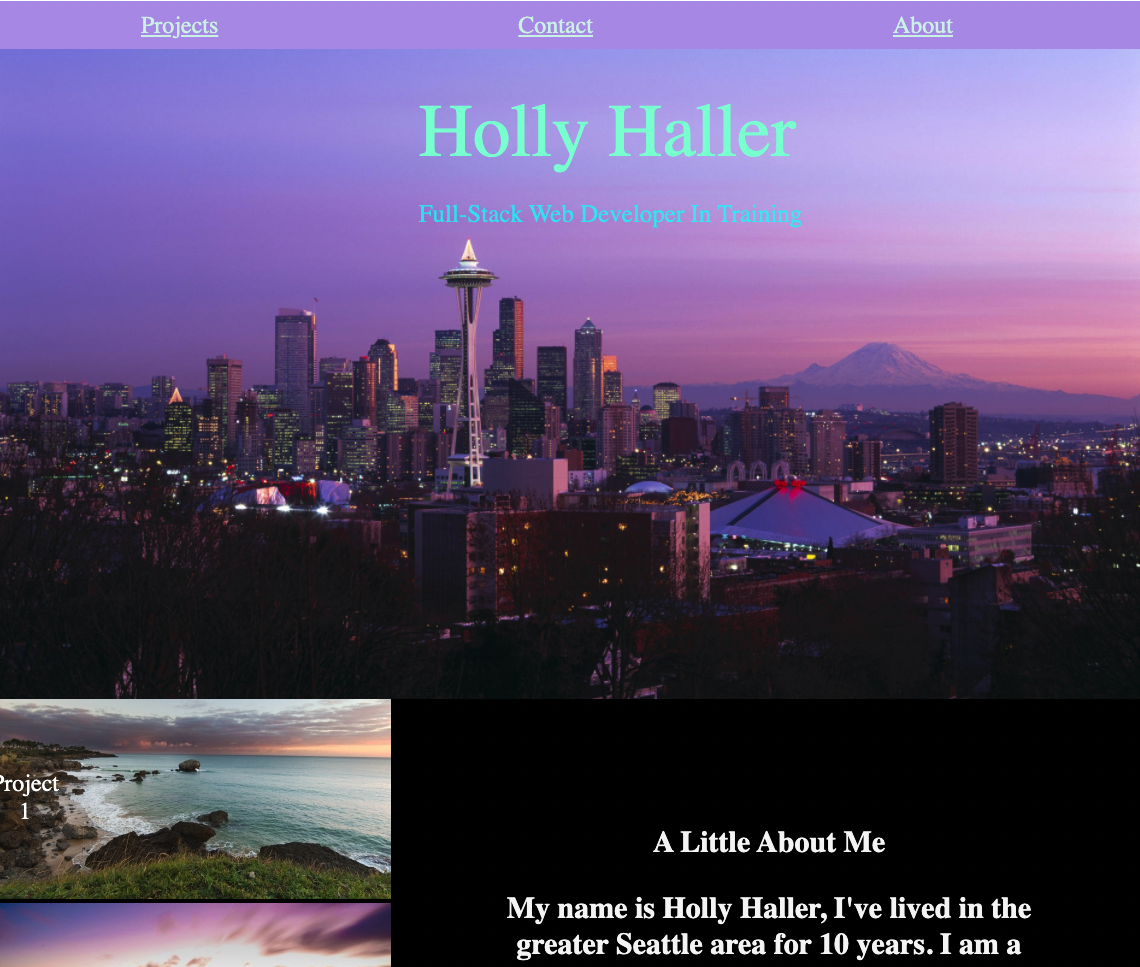 Projects Contact About
Holly Haller
Full-Stack Web Developer In Training
Project
1
A Little About Me
My name is Holly Haller, I've lived in the
greater Seattle area for 10 years. I am a